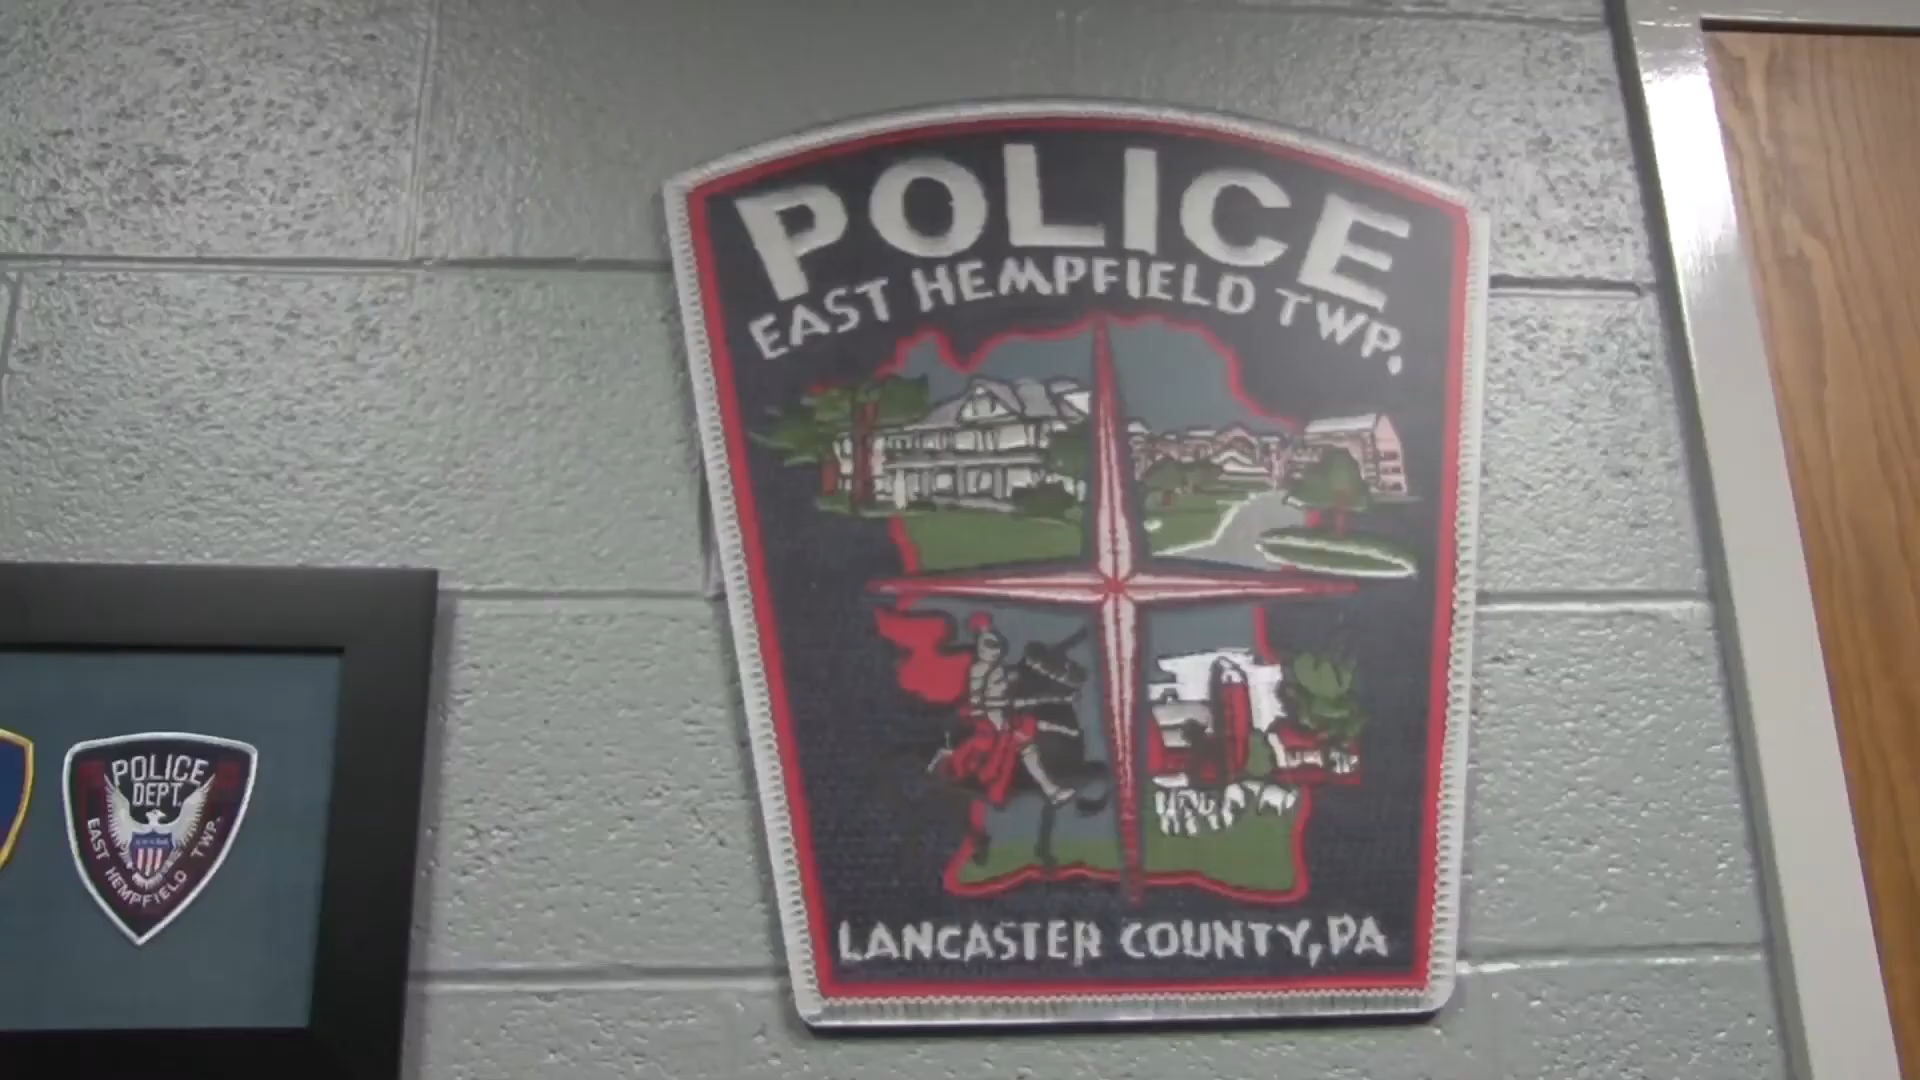 POLICE
EAST HEMPFIELD TWP.
LANCASTER COUNTY, PA
POLICE
DEPT.
EAST HEMPFIELD TWP.